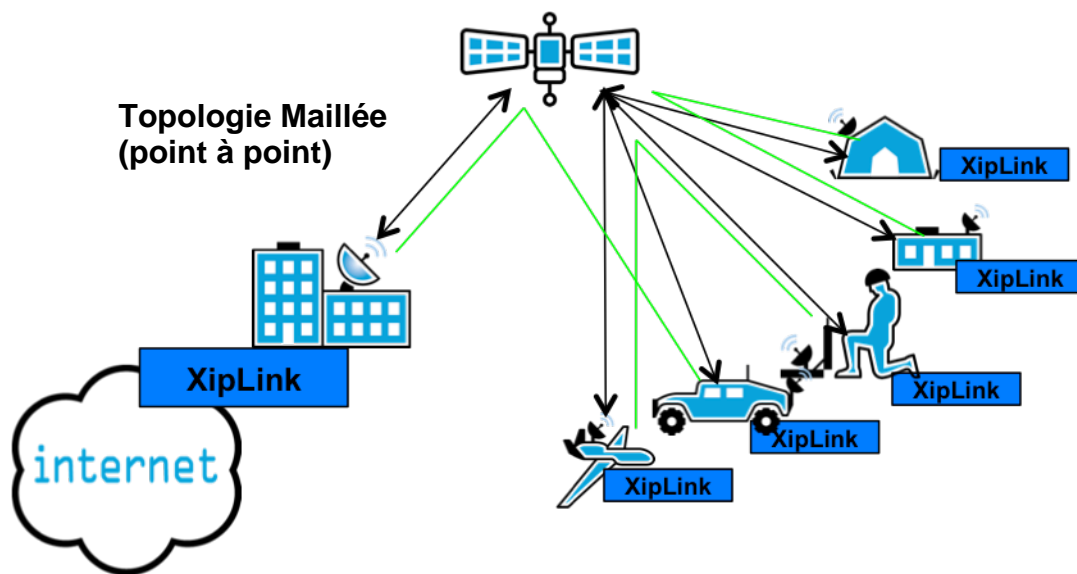 Topologie Maillée
(point à point)
XipLink
XipLink
XipLink
XipLink
XipLink
XipLink
internet